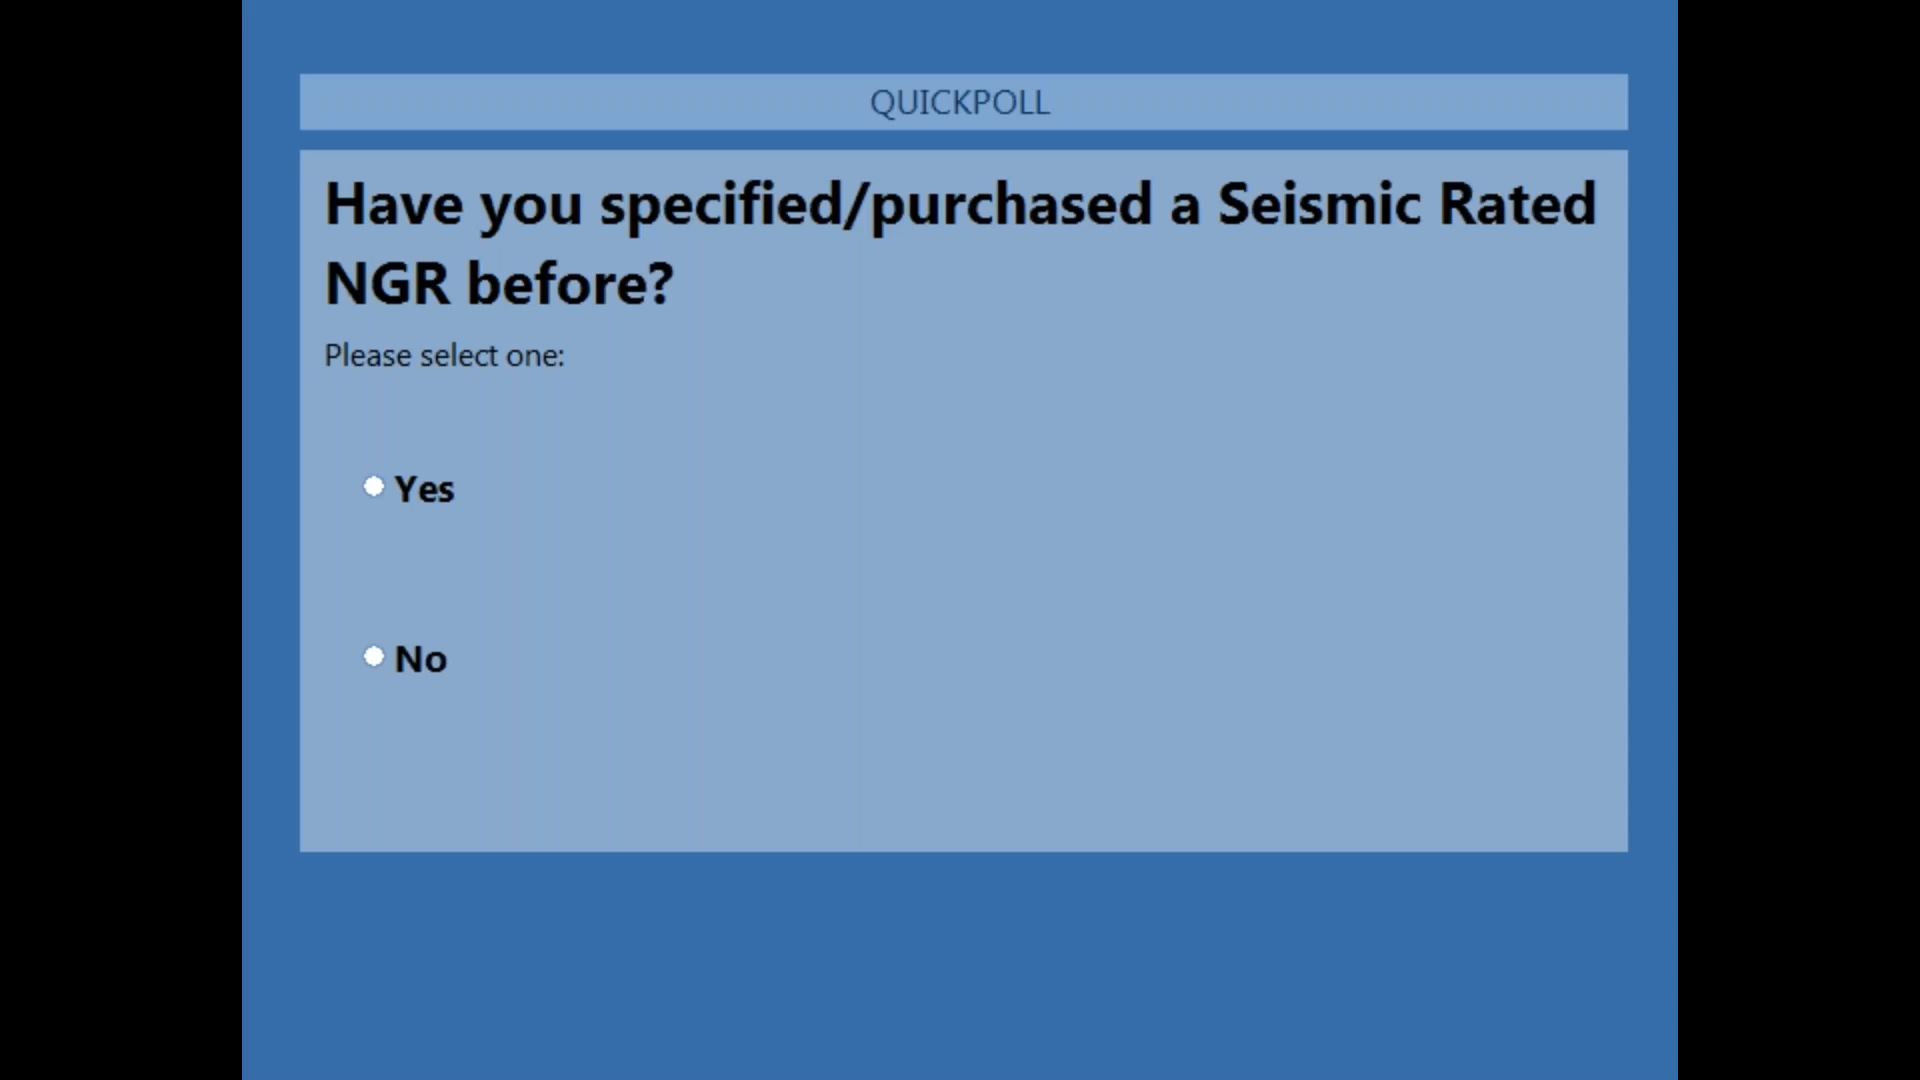 QUICKPOLL
Have you specified/purchased a Seismic Rated
NGR before?
Please select one:
Yes
No